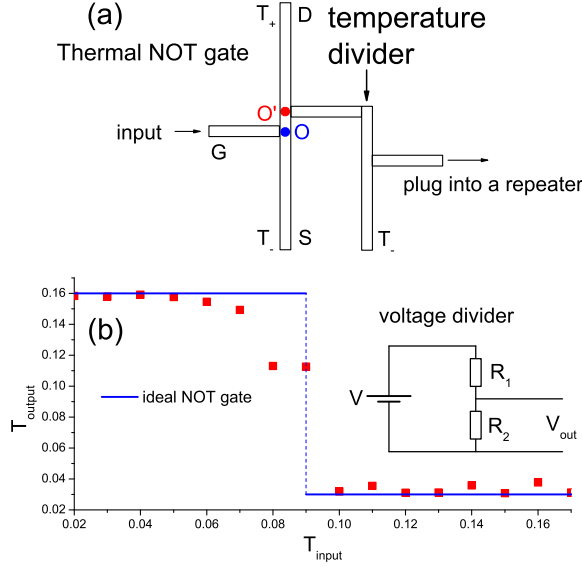 (a)
T+ D
temperature
divider
Thermal NOT gate
O'
input
O
G
plug into a repeater
T- S
T-
(b)
ideal NOT gate
voltage divider
V
R1
R2
Vout
Toutput
0.16
0.14
0.12
0.10
0.08
0.06
0.04
0.02
0.02 0.04 0.06 0.08 0.10 0.12 0.14 0.16
Tinput